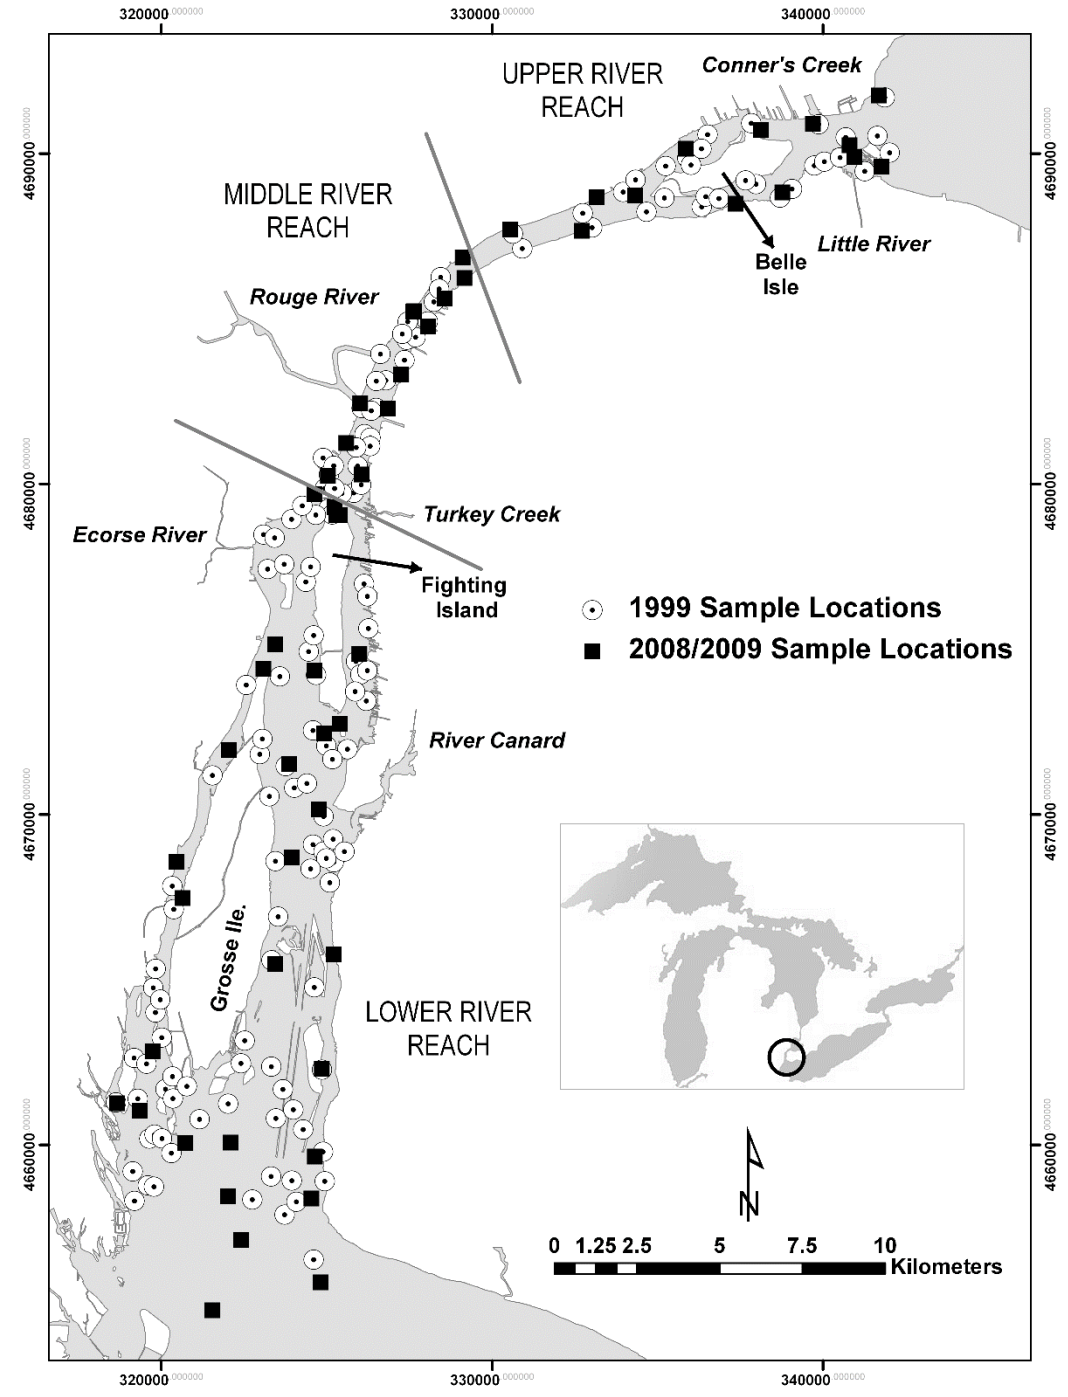 320000.000000
330000.000000
340000.000000
UPPER RIVER
REACH
Conner's Creek
4690000.000000
4690000.000000
MIDDLE RIVER
REACH
Little River
Belle
Isle
Rouge River
4680000.000000
4680000.000000
Turkey Creek
Ecorse River
Fighting
Island
1999 Sample Locations
2008/2009 Sample Locations
River Canard
4670000.000000
4670000.000000
Grosse Ile.
LOWER RIVER
REACH
4660000.000000
4660000.000000
N
0 1.25 2.5 5 7.5 10
Kilometers
320000.000000
330000.000000
340000.000000